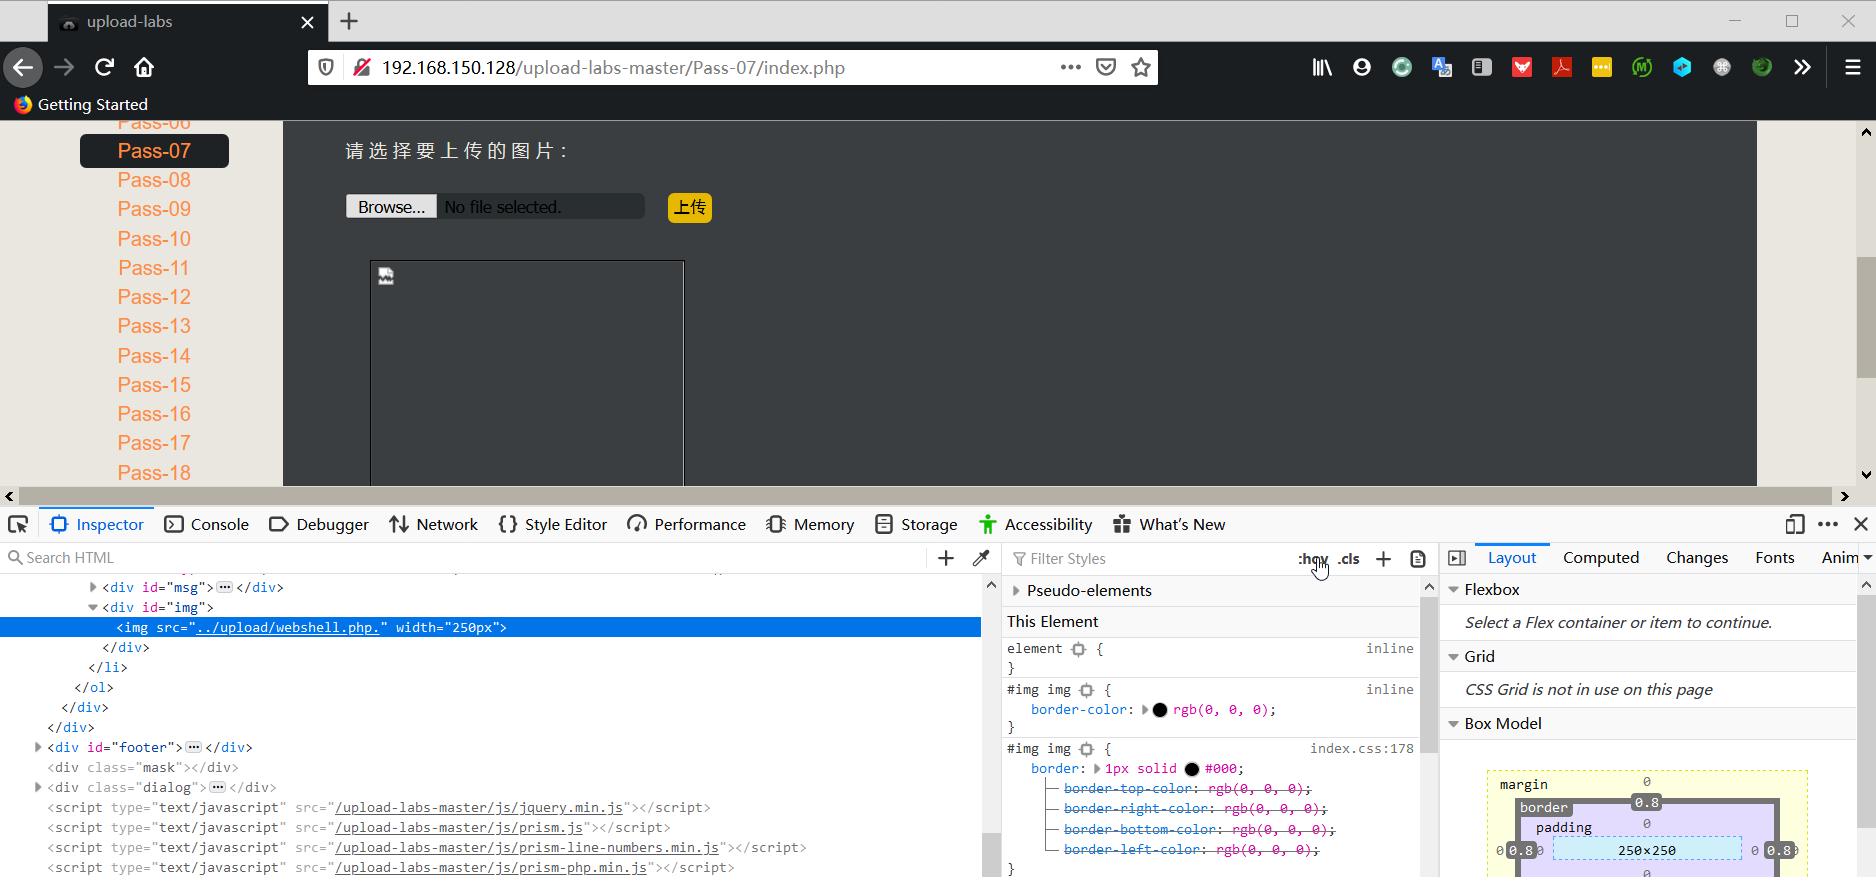 upload-labs
192.168.150.128/upload-labs-master/Pass-07/index.php
Getting Started
Pass-06
Pass-07
Pass-08
Pass-09
Pass-10
Pass-11
Pass-12
Pass-13
Pass-14
Pass-15
Pass-16
Pass-17
Pass-18
请选择要上传的图片：
Browse... No file selected. 上传
Inspector Console Debugger Network Style Editor Performance Memory Storage Accessibility What's New
Search HTML
<div id="msg"></div>
<div id="img">
<img src="../upload/webshell.php." width="250px">
</div>
</li>
</ol>
</div>
</div>
<div id="footer"></div>
<div class="mask"></div>
<div class="dialog"></div>
<script type="text/javascript" src="/upload-labs-master/js/jquery.min.js"></script>
<script type="text/javascript" src="/upload-labs-master/js/prism.js"></script>
<script type="text/javascript" src="/upload-labs-master/js/prism-line-numbers.min.js"></script>
<script type="text/javascript" src="/upload-labs-master/js/prism-php.min.js"></script>
Filter Styles :hov .cls
Pseudo-elements
This Element
element { inline
}
#img img { inline
border-color: rgb(0, 0, 0);
}
#img img { index.css:178
border: 1px solid #000;
border-top-color: rgb(0, 0, 0);
border-right-color: rgb(0, 0, 0);
border-bottom-color: rgb(0, 0, 0);
border-left-color: rgb(0, 0, 0);
}
Layout Computed Changes Fonts Anim
Flexbox
Select a Flex container or item to continue.
Grid
CSS Grid is not in use on this page
Box Model
margin 0
border 0.8
padding 0
0 0.8 0 250×250 0 0.8 0
0